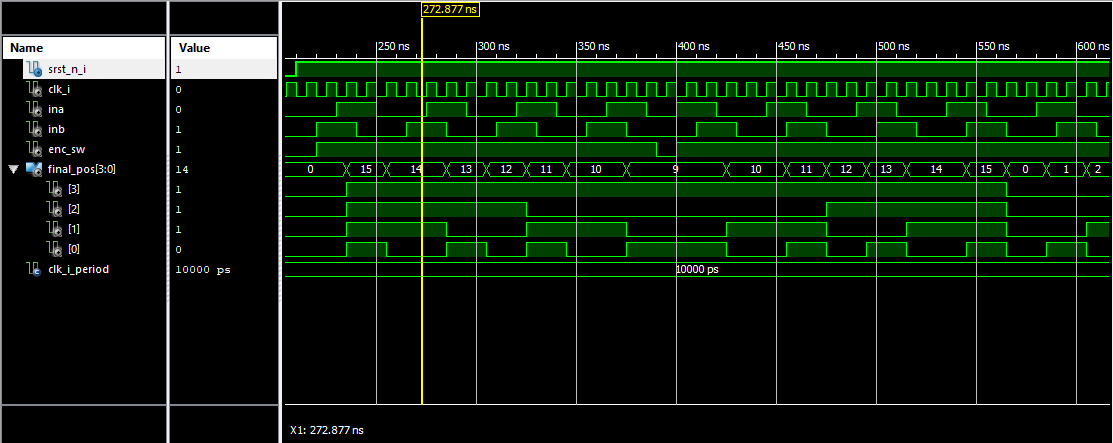 272.877 ns
Name Value
250 ns 300 ns 350 ns 400 ns 450 ns 500 ns 550 ns 600 ns
srst_n_i 1
clk_i 0
ina 0
inb 1
enc_sw 1
final_pos[3:0] 14 0 15 14 13 12 11 10 9 10 11 12 13 14 15 0 1 2
[3] 1
[2] 1
[1] 1
[0] 0
clk_i_period 10000 ps 10000 ps
X1: 272.877 ns